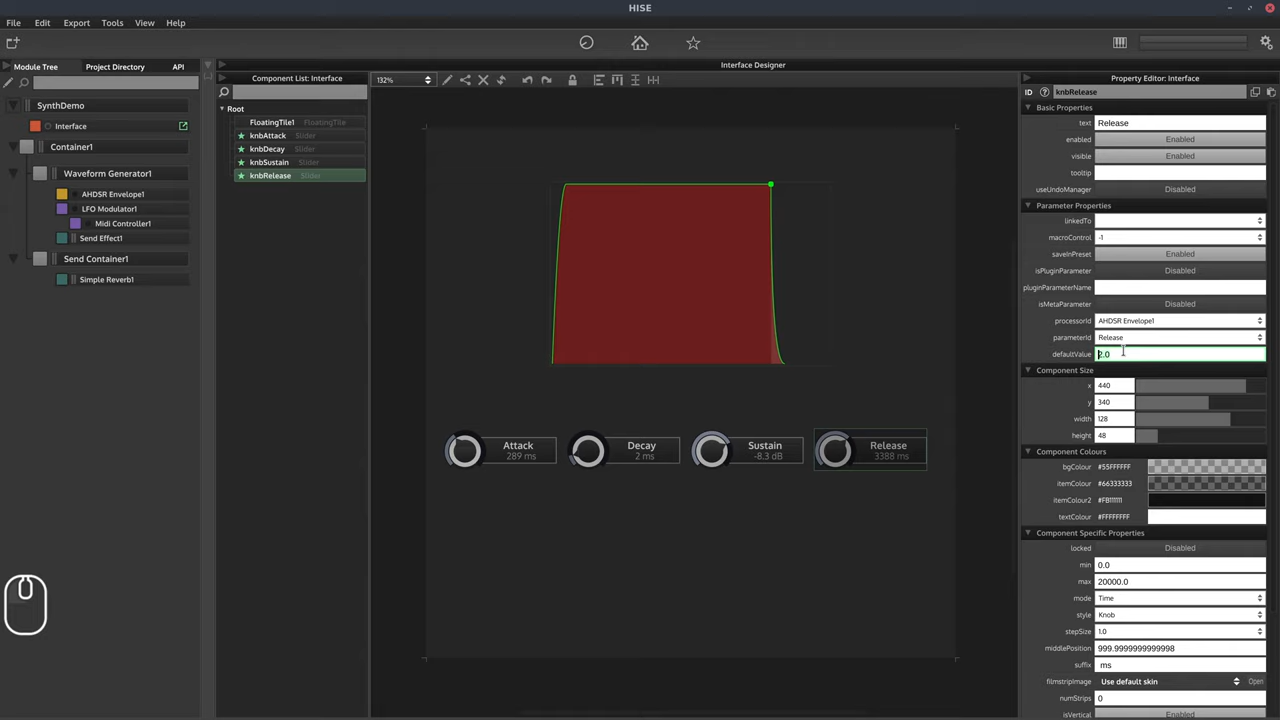 HISE
File Edit Export Tools View Help
Module Tree Project Directory API
SynthDemo
Interface
Container1
Waveform Generator1
AHDSR Envelope1
LFO Modulator1
Midi Controller1
Send Effect1
Send Container1
Simple Reverb1
Component List: Interface
Root
FloatingTile1 FloatingTile
knbAttack Slider
knbDecay Slider
knbSustain Slider
knbRelease Slider
Interface Designer
132%
Attack
289 ms
Decay
2 ms
Sustain
-8.3 dB
Release
3388 ms
Property Editor: Interface
ID knbRelease
Basic Properties
text Release
enabled Enabled
visible Enabled
tooltip
useUndoManager Disabled
Parameter Properties
linkedTo
macroControl -1
saveInPreset Enabled
isPluginParameter Disabled
pluginParameterName
isMetaParameter Disabled
processorId AHDSR Envelope1
parameterId Release
defaultValue 2.0
Component Size
x 440
y 340
width 128
height 48
Component Colours
bgColour #55FFFFFF
itemColour #66333333
itemColour2 #FB111111
textColour #FFFFFFFF
Component Specific Properties
locked Disabled
min 0.0
max 20000.0
mode Time
style Knob
stepSize 1.0
middlePosition 999.9999999999998
suffix ms
filmstripImage Use default skin Open
numStrips 0
isVertical Enabled